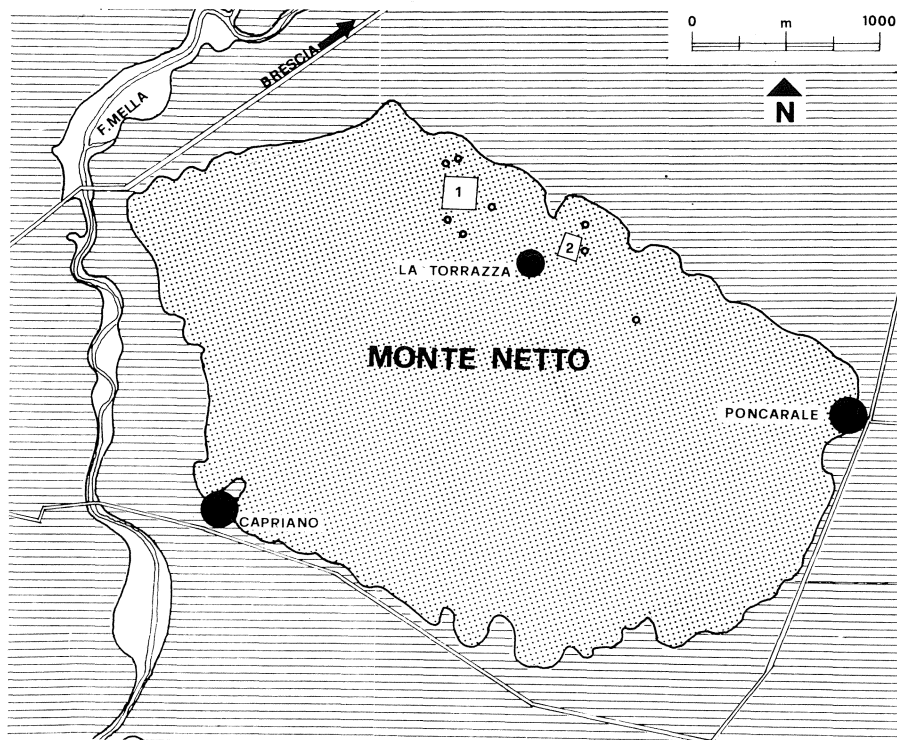 0 m 1000
N
BRESCIA
F. MELLA
1
2
LA TORRAZZA
MONTE NETTO
PONCARALE
CAPRIANO